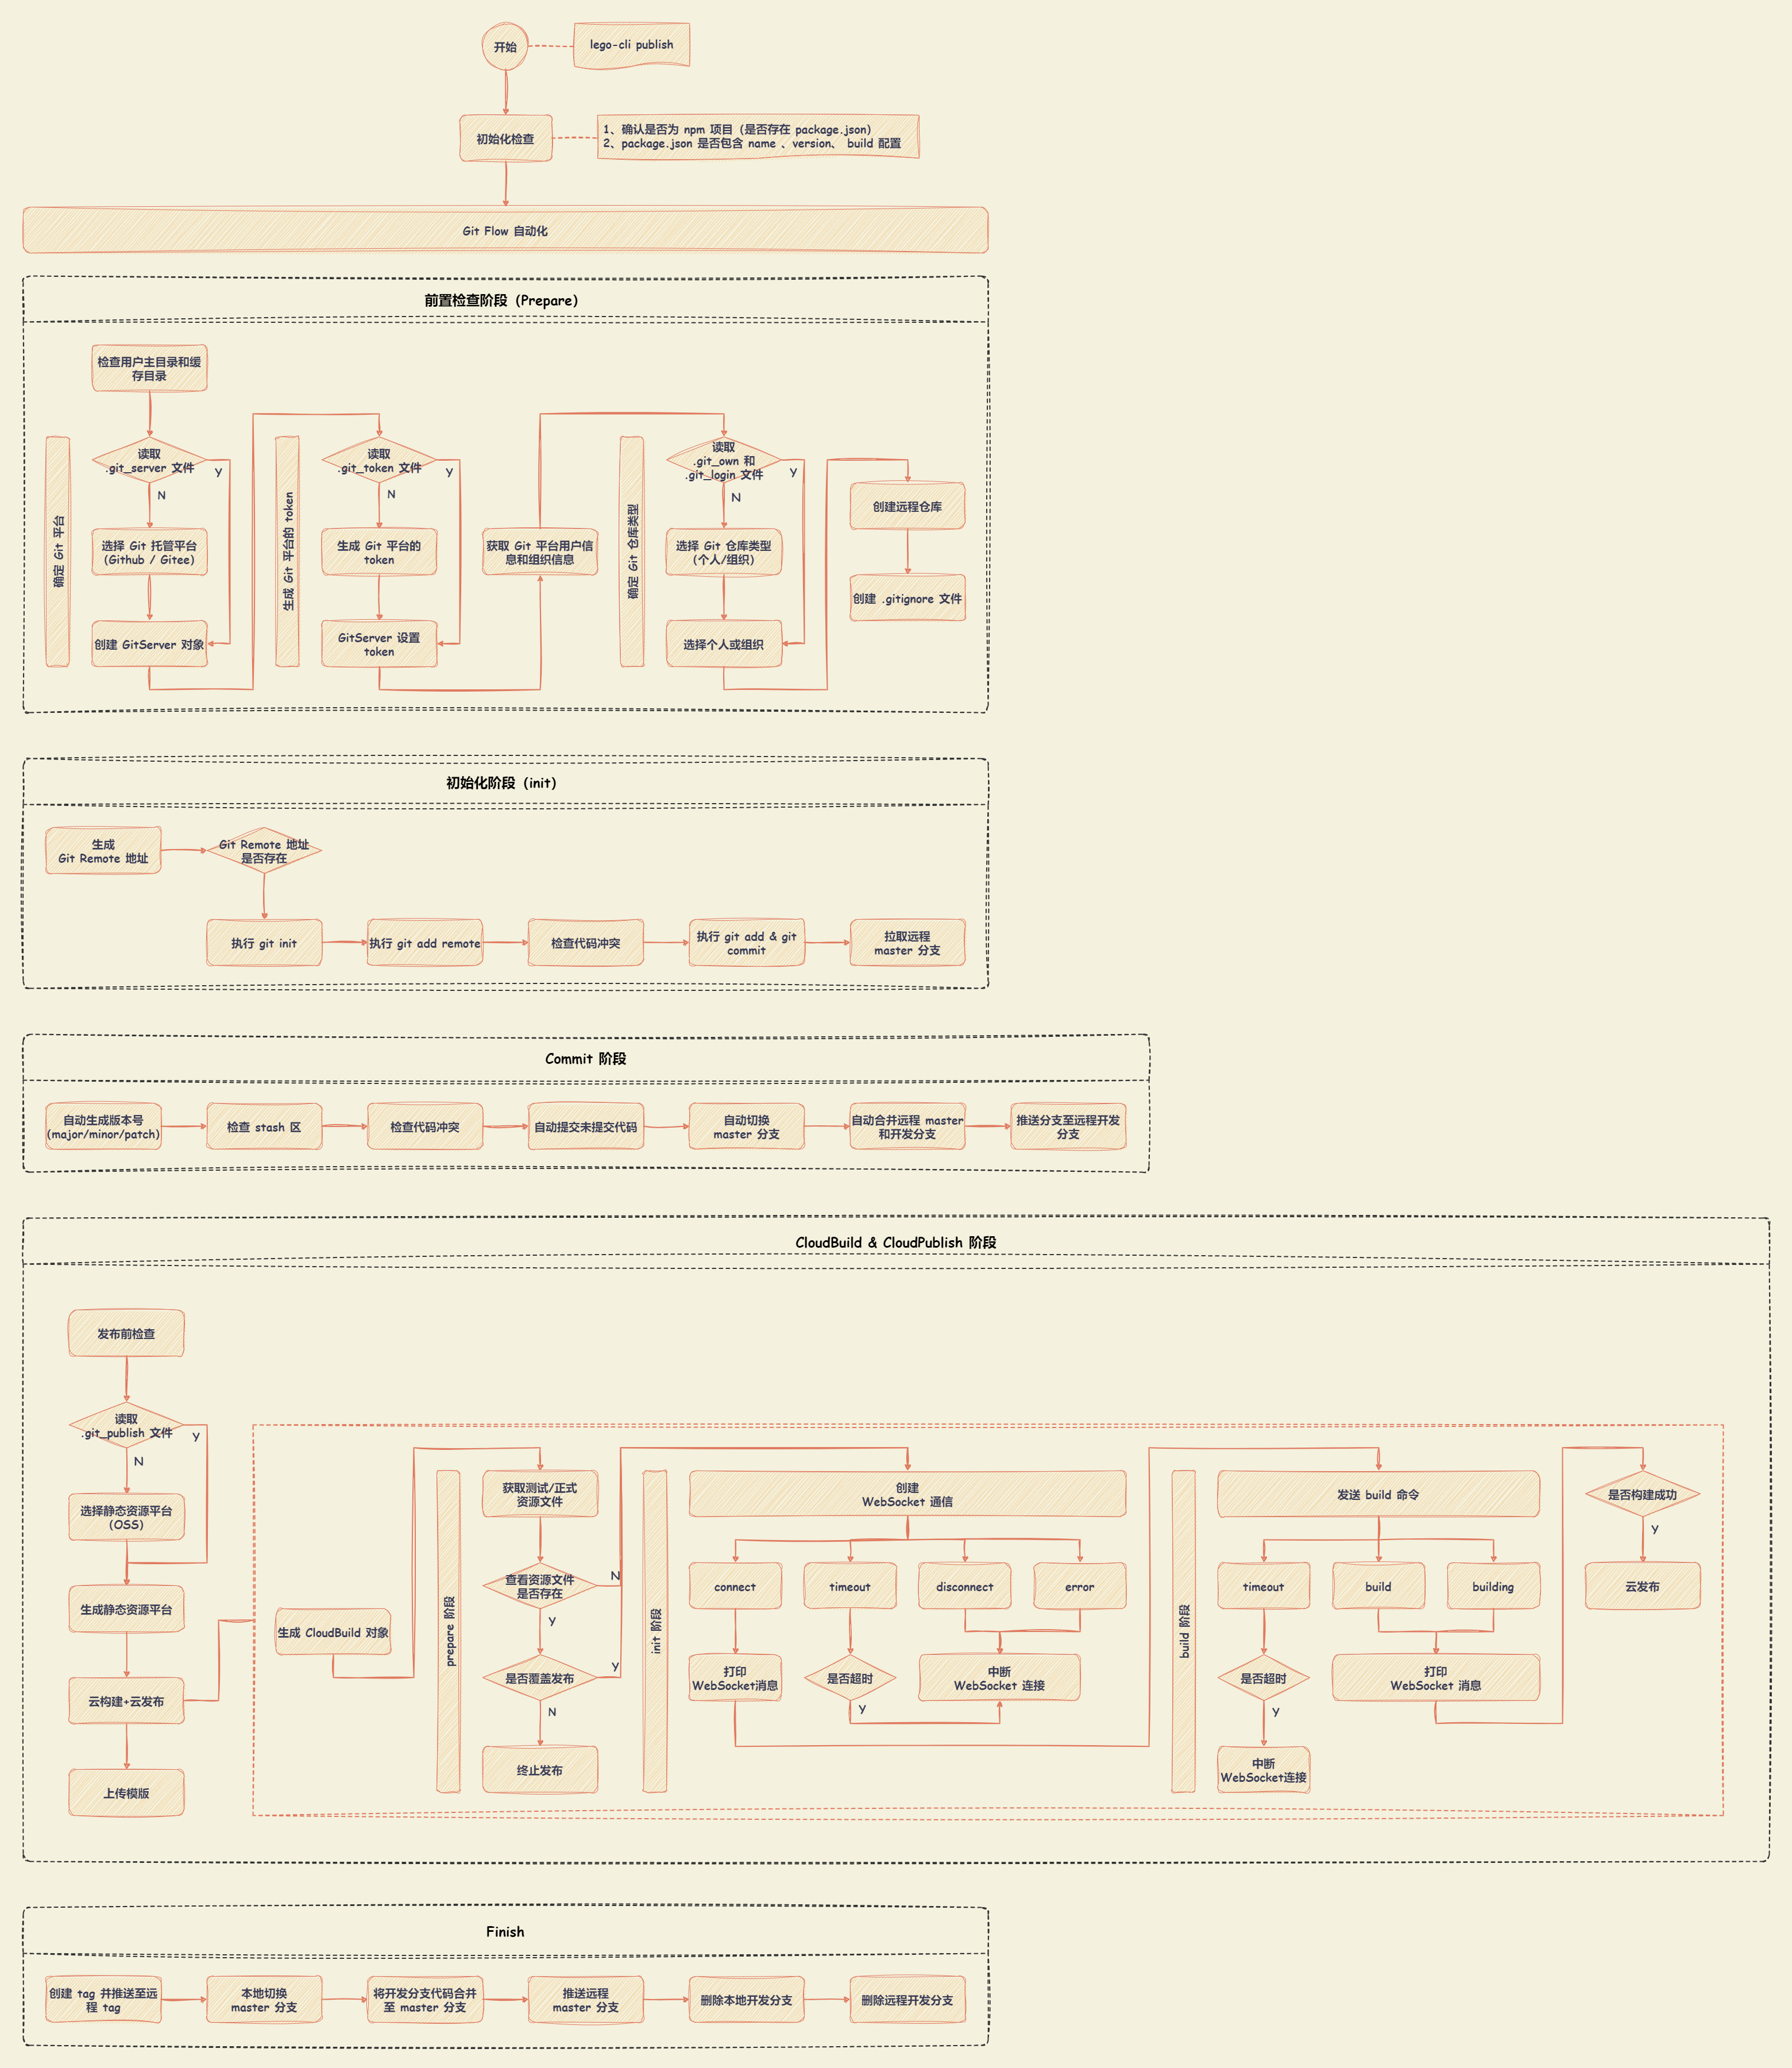 开始
lego-cli publish
初始化检查
1、确认是否为 npm 项目（是否存在 package.json）
2、package.json 是否包含 name 、version、 build 配置
Git Flow 自动化
前置检查阶段（Prepare）
检查用户主目录和缓
存目录
确定 Git 平台
读取
.git_server 文件
Y
N
选择 Git 托管平台
(Github / Gitee)
创建 GitServer 对象
生成 Git 平台的 token
读取
.git_token 文件
Y
N
生成 Git 平台的
token
GitServer 设置
token
获取 Git 平台用户信
息和组织信息
确定 Git 仓库类型
读取
.git_own 和
.git_login 文件
Y
N
选择 Git 仓库类型
(个人/组织)
选择个人或组织
创建远程仓库
创建 .gitignore 文件
初始化阶段（init）
生成
Git Remote 地址
Git Remote 地址
是否存在
执行 git init
执行 git add remote
检查代码冲突
执行 git add & git
commit
拉取远程
master 分支
Commit 阶段
自动生成版本号
(major/minor/patch)
检查 stash 区
检查代码冲突
自动提交未提交代码
自动切换
master 分支
自动合并远程 master
和开发分支
推送分支至远程开发
分支
CloudBuild & CloudPublish 阶段
发布前检查
读取
.git_publish 文件
Y
N
选择静态资源平台
(OSS)
生成静态资源平台
云构建+云发布
上传模版
生成 CloudBuild 对象
prepare 阶段
获取测试/正式
资源文件
查看资源文件
是否存在
N
Y
是否覆盖发布
Y
N
终止发布
init 阶段
创建
WebSocket 通信
connect
timeout
disconnect
error
打印
WebSocket消息
是否超时
Y
中断
WebSocket 连接
build 阶段
发送 build 命令
timeout
build
building
是否超时
Y
中断
WebSocket连接
打印
WebSocket 消息
是否构建成功
Y
云发布
Finish
创建 tag 并推送至远
程 tag
本地切换
master 分支
将开发分支代码合并
至 master 分支
推送远程
master 分支
删除本地开发分支
删除远程开发分支